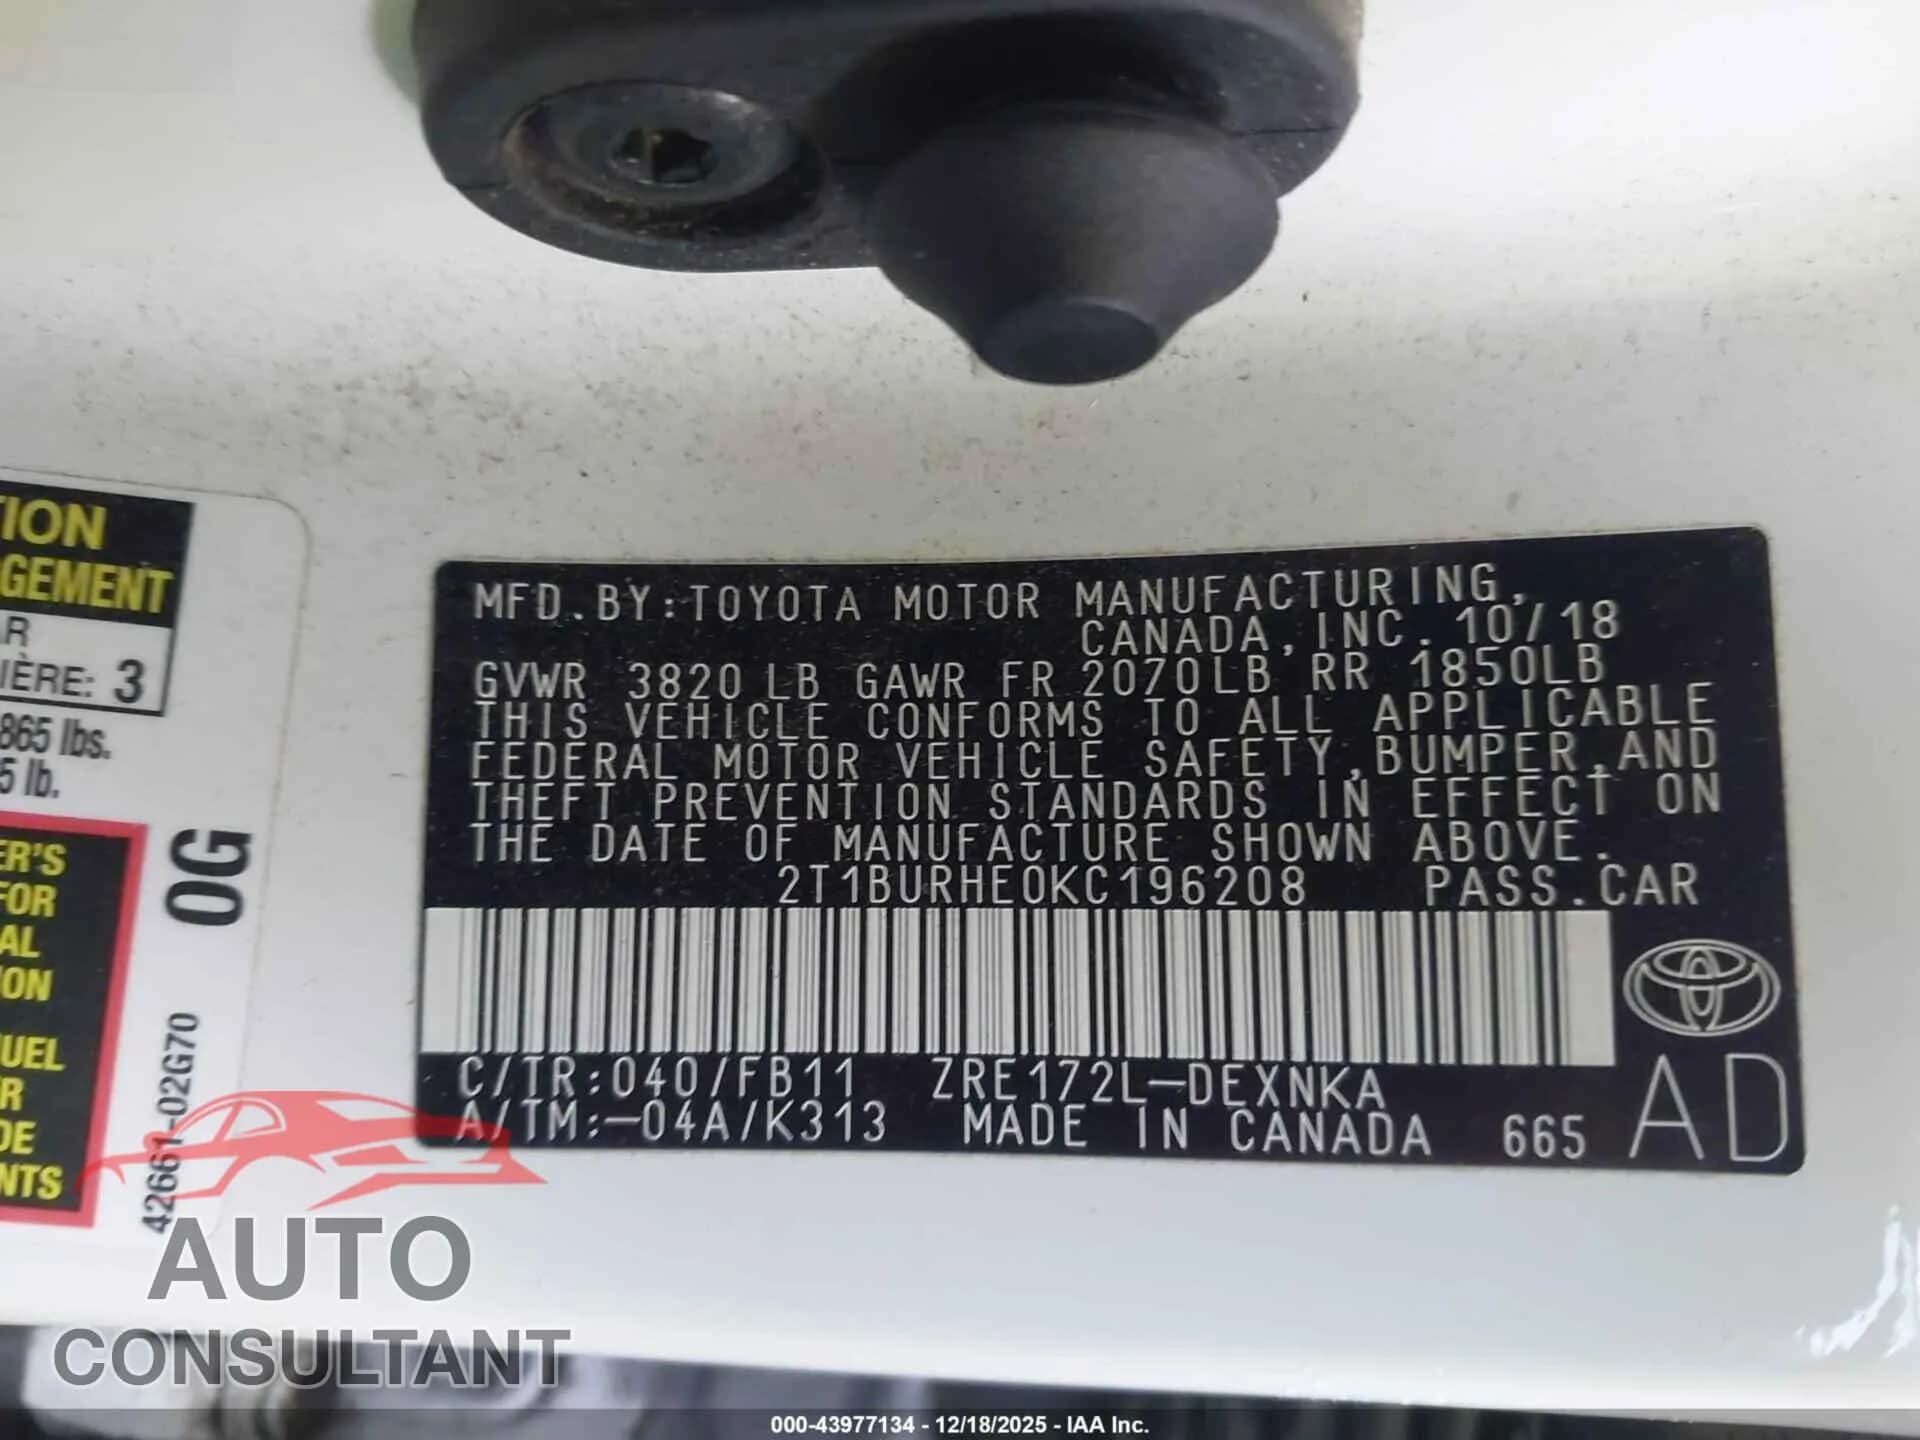 TION
GEMENT
AR
IÈRE: 3
865 lbs.
5 lb.
ER'S
FOR
AL
ION
UEL
R
DE
NTS
0G
42661-02G70
MFD.BY:TOYOTA MOTOR MANUFACTURING,
CANADA,INC. 10/18
GVWR 3820 LB GAWR FR 2070LB RR 1850LB
THIS VEHICLE CONFORMS TO ALL APPLICABLE
FEDERAL MOTOR VEHICLE SAFETY,BUMPER,AND
THEFT PREVENTION STANDARDS IN EFFECT ON
THE DATE OF MANUFACTURE SHOWN ABOVE.
2T1BURHE0KC196208 PASS.CAR
C/TR:040/FB11 ZRE172L-DEXNKA
A/TM:-04A/K313 MADE IN CANADA 665 AD
AUTO
CONSULTANT
000-43977134 - 12/18/2025 - IAA Inc.